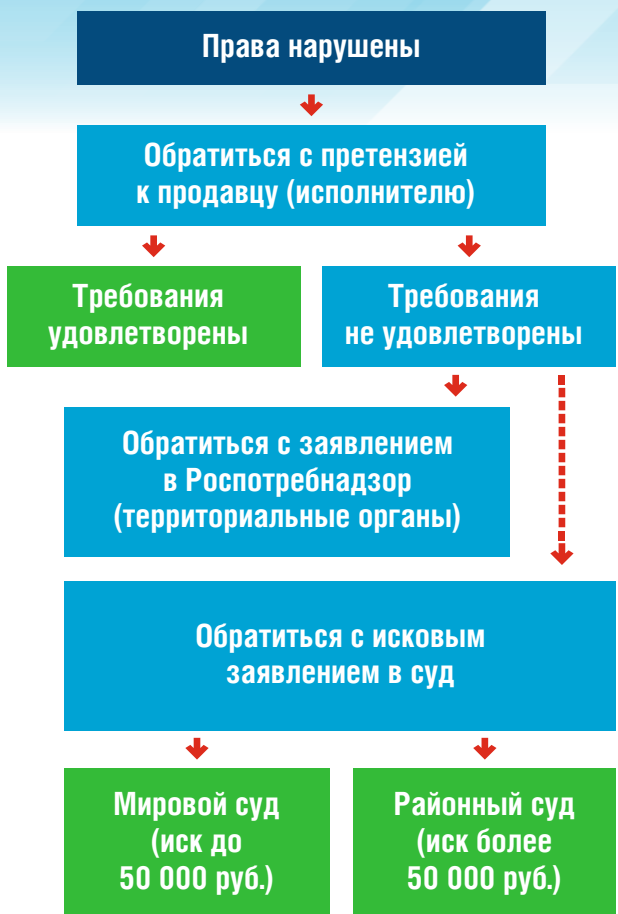 Права нарушены
Обратиться с претензией
к продавцу (исполнителю)
Требования
удовлетворены
Требования
не удовлетворены
Обратиться с заявлением
в Роспотребнадзор
(территориальные органы)
Обратиться с исковым
заявлением в суд
Мировой суд
(иск до
50 000 руб.)
Районный суд
(иск более
50 000 руб.)